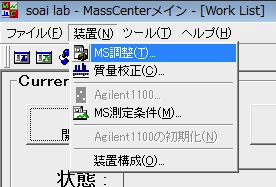 soai lab - MassCenterメイン - [Work List]
ファイル(F) 装置(N) ツール(T) ヘルプ(H)
MS調整(T)...
質量校正(C)...
Agilent1100...
MS測定条件(M)...
Agilent1100の初期化(N)
装置構成(O)...
Curren
状態 :